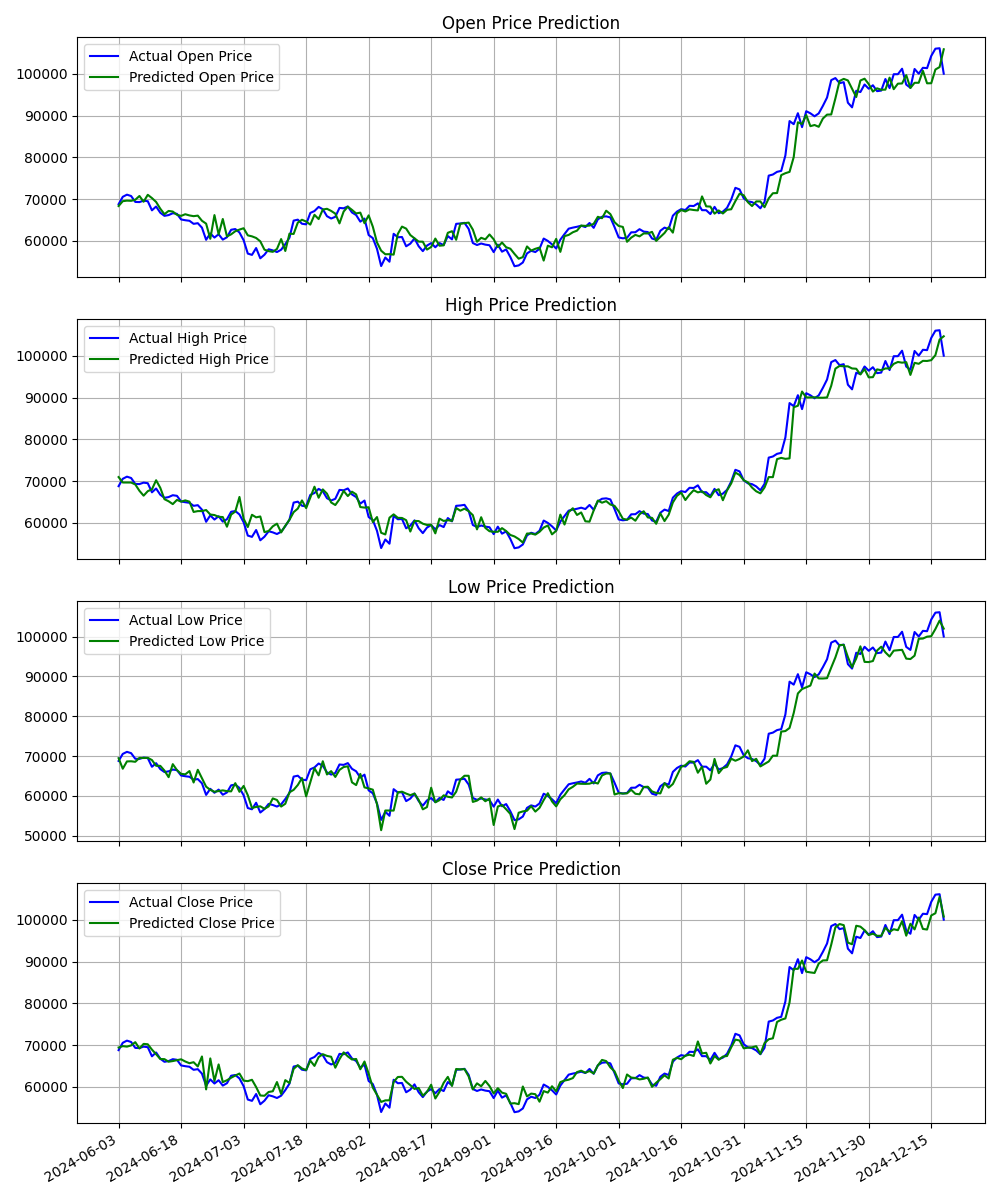 Open Price Prediction
Actual Open Price
Predicted Open Price
100000
90000
80000
70000
60000
High Price Prediction
Actual High Price
Predicted High Price
100000
90000
80000
70000
60000
Low Price Prediction
Actual Low Price
Predicted Low Price
100000
90000
80000
70000
60000
50000
Close Price Prediction
Actual Close Price
Predicted Close Price
100000
90000
80000
70000
60000
2024-06-03
2024-06-18
2024-07-03
2024-07-18
2024-08-02
2024-08-17
2024-09-01
2024-09-16
2024-10-01
2024-10-16
2024-10-31
2024-11-15
2024-11-30
2024-12-15